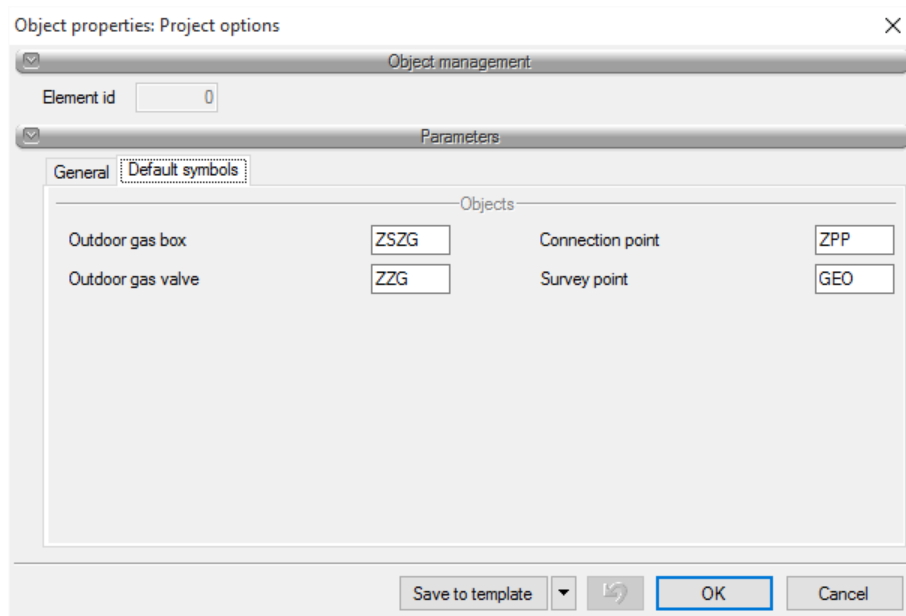 Object properties: Project options
Object management
Element id 0
Parameters
General Default symbols
Objects
Outdoor gas box ZSZG Connection point ZPP
Outdoor gas valve ZZG Survey point GEO
Save to template OK Cancel